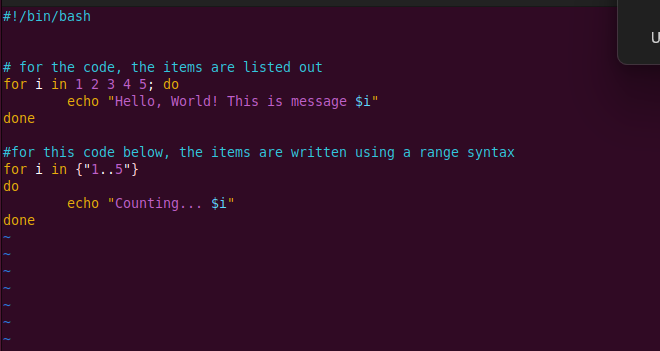 #!/bin/bash
U
# for the code, the items are listed out
for i in 1 2 3 4 5; do
        echo "Hello, World! This is message $i"
done
#for this code below, the items are written using a range syntax
for i in {"1..5"}
do
        echo "Counting... $i"
done
~
~
~
~
~
~
~